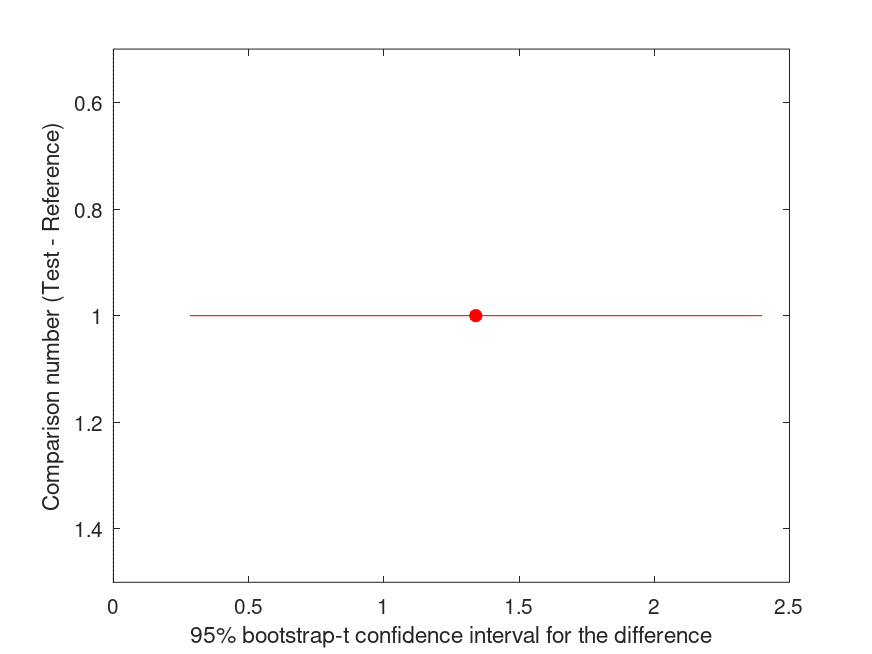 Comparison number (Test - Reference)
0.6
0.8
1
1.2
1.4
0 0.5 1 1.5 2 2.5
95% bootstrap-t confidence interval for the difference